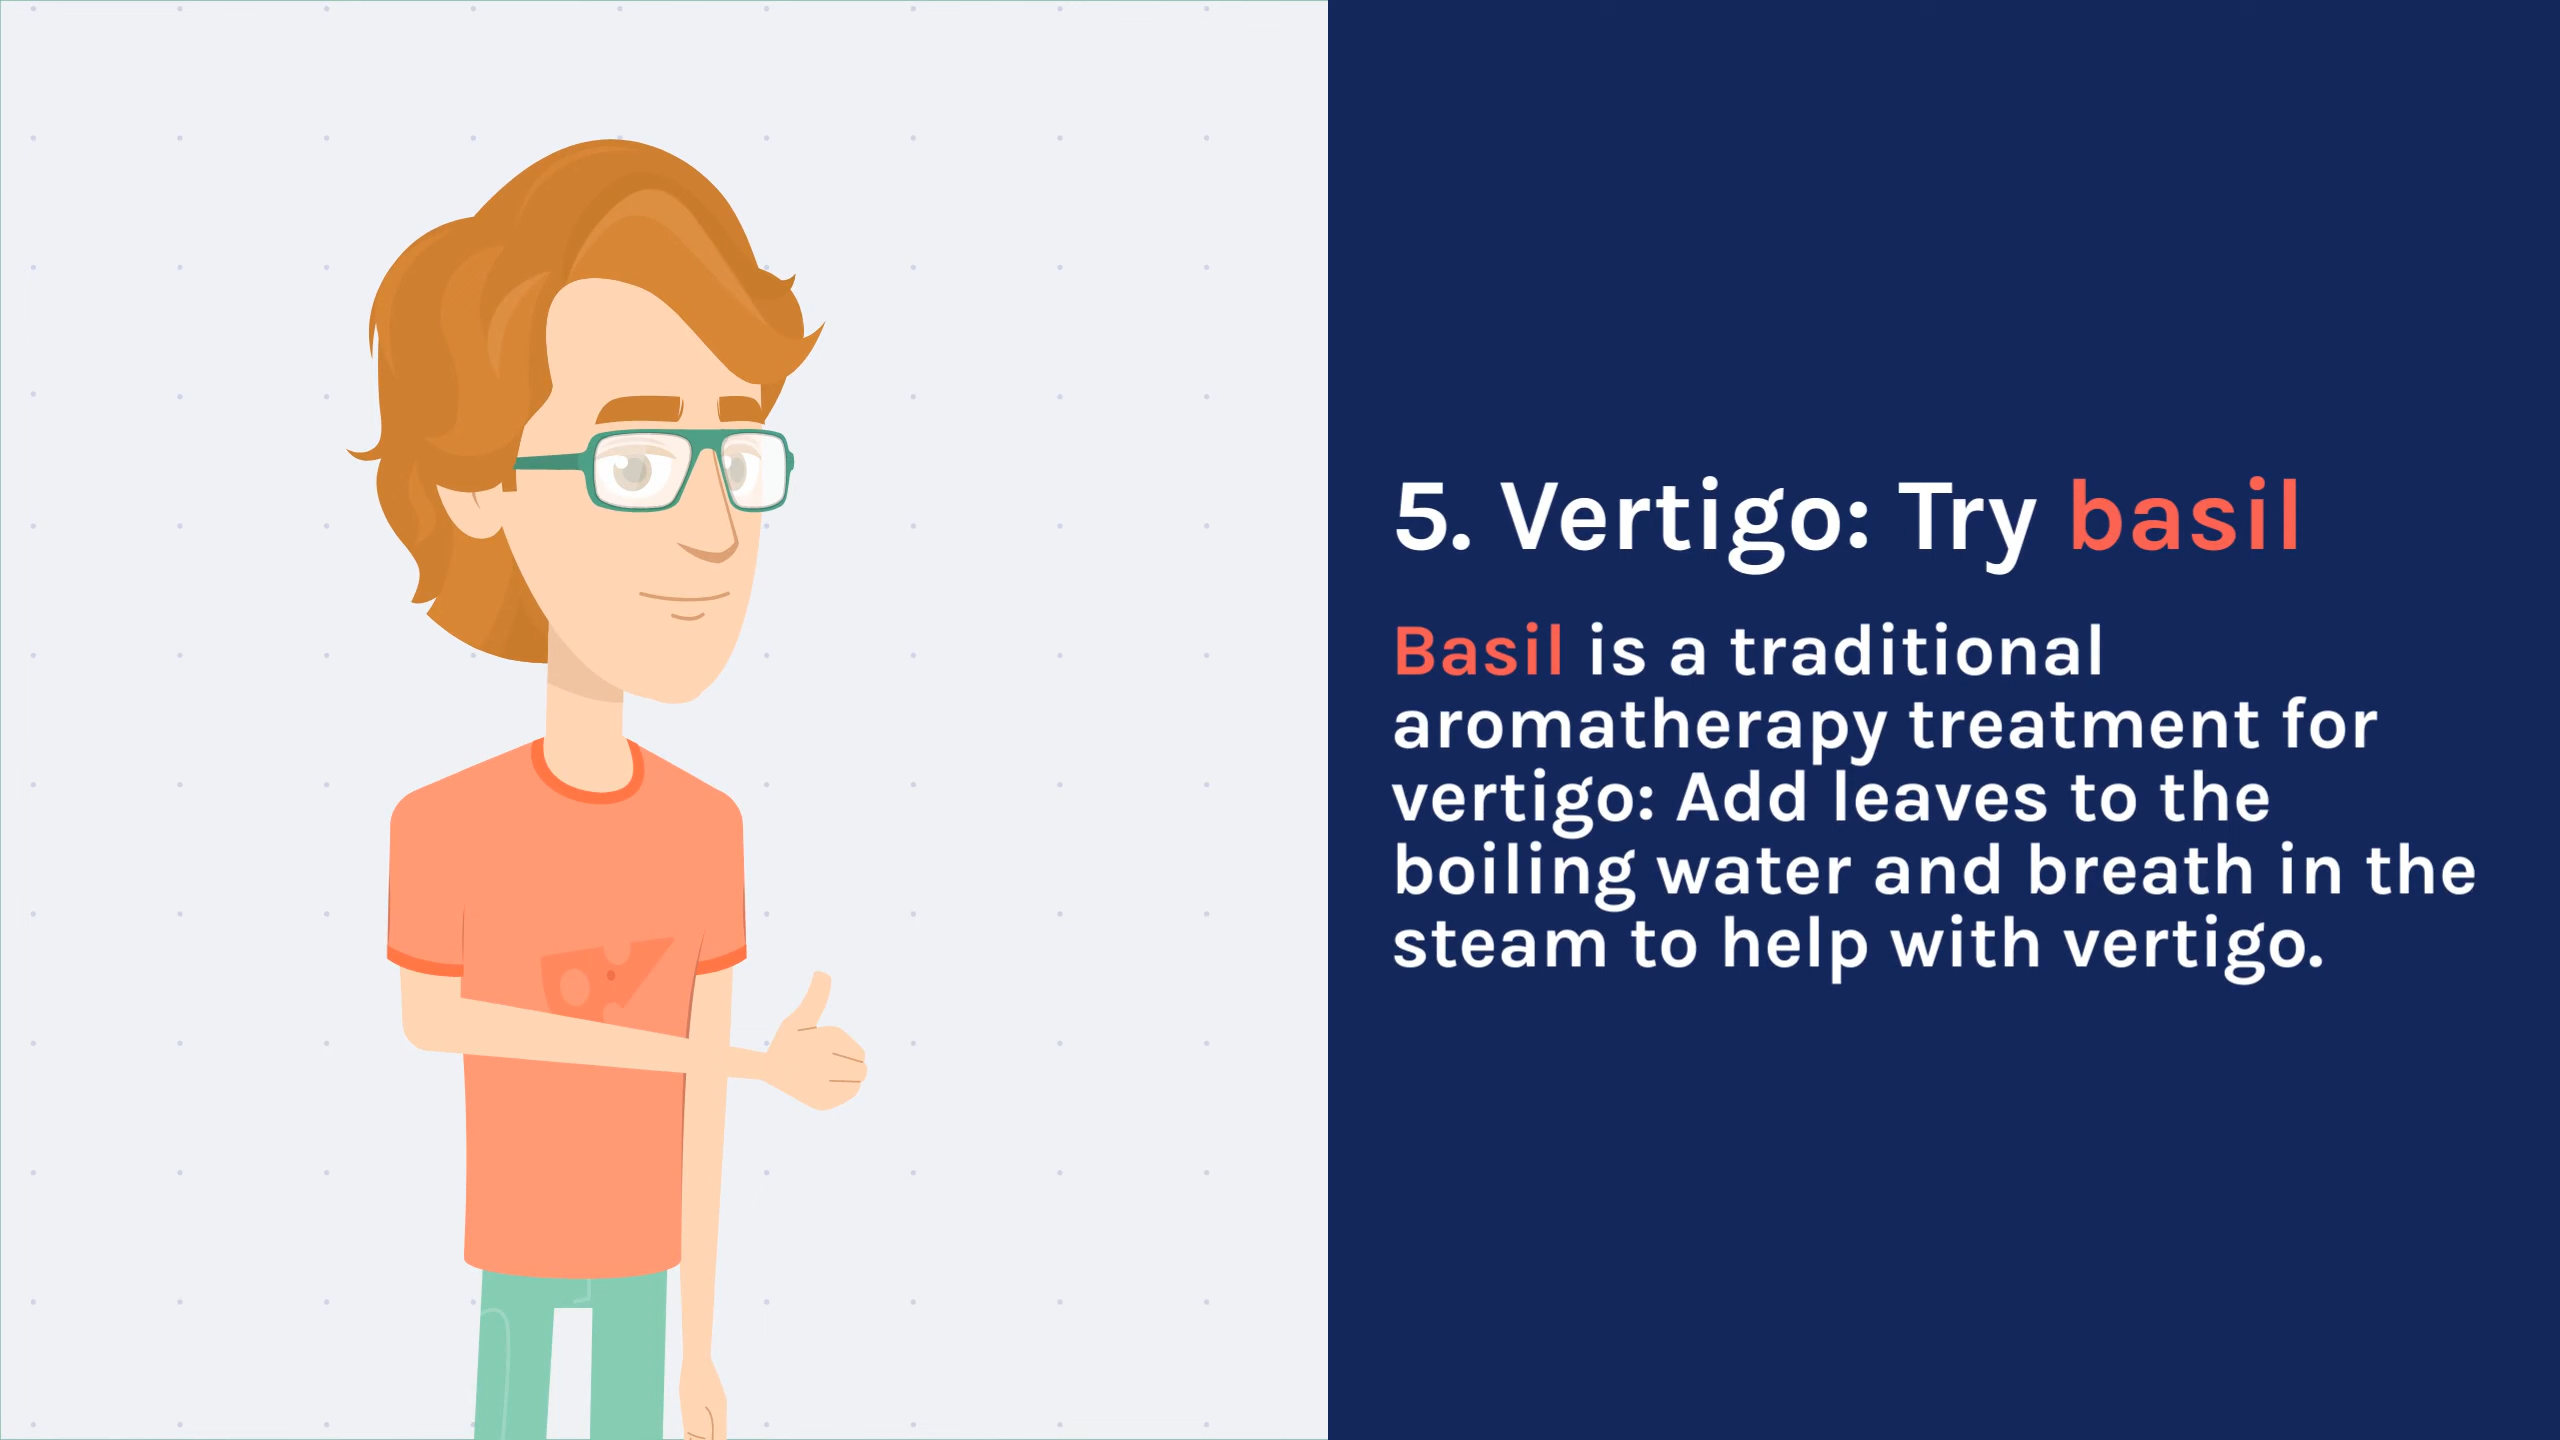 5. Vertigo: Try basil
Basil is a traditional
aromatherapy treatment for
vertigo: Add leaves to the
boiling water and breath in the
steam to help with vertigo.